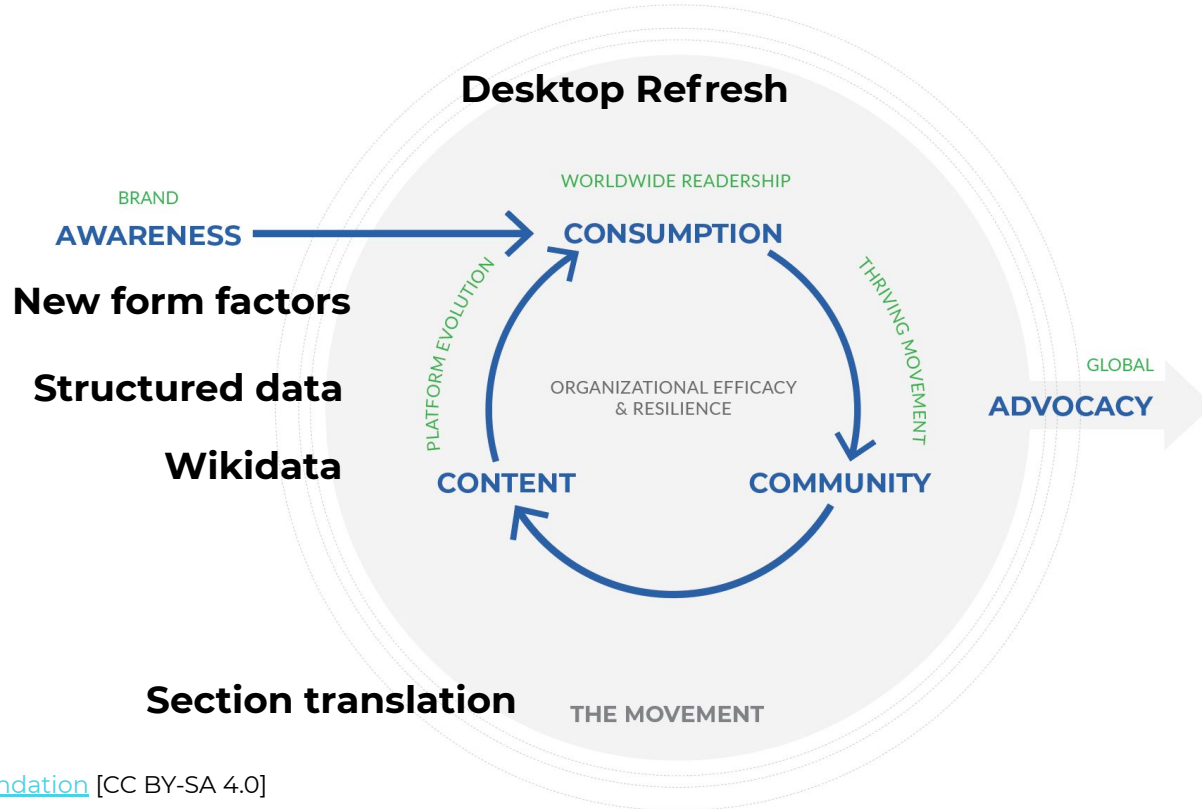 Desktop Refresh
WORLDWIDE READERSHIP
BRAND
AWARENESS
CONSUMPTION
New form factors
PLATFORM EVOLUTION
THRIVING MOVEMENT
Structured data
ORGANIZATIONAL EFFICACY
& RESILIENCE
GLOBAL
ADVOCACY
Wikidata
CONTENT
COMMUNITY
Section translation
THE MOVEMENT
ndation [CC BY-SA 4.0]